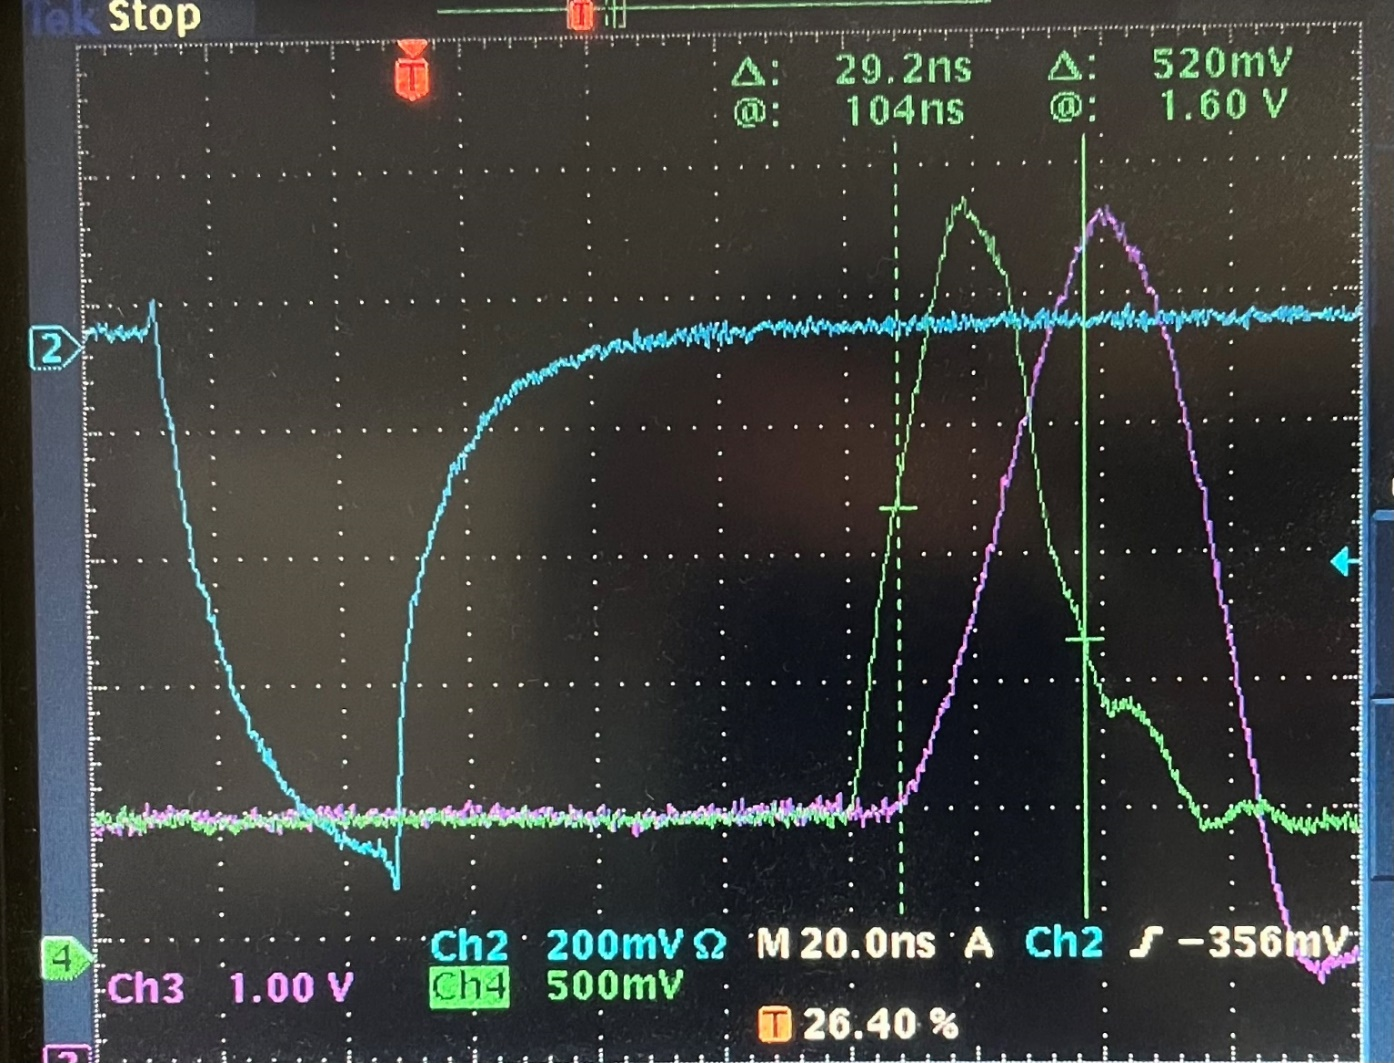 Tek Stop
T
T
Δ: 29.2ns Δ: 520mV
@: 104ns @: 1.60 V
2
4
Ch2 200mV Ω M 20.0ns A Ch2 ʃ −356mV
Ch3 1.00 V Ch4 500mV
T 26.40 %